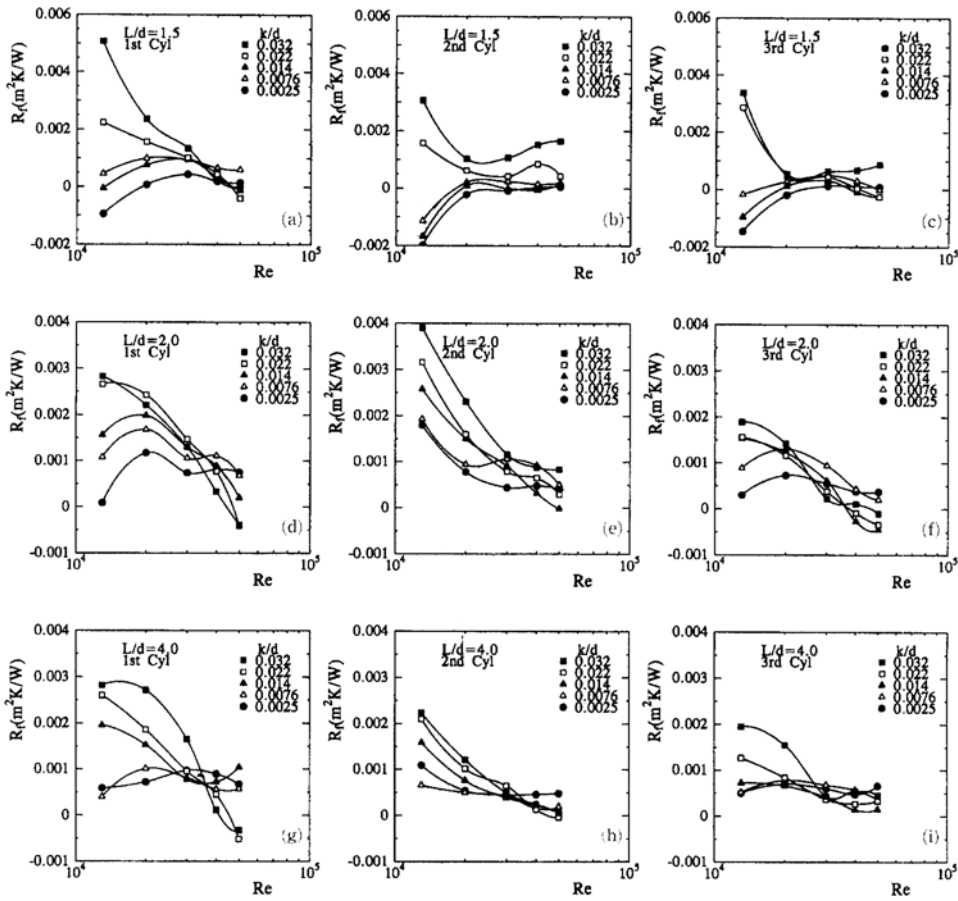 0.006
0.004
0.002
0
-0.002
R_f(m²K/W)
L/d=1.5
1st Cyl
k/d
0.032
0.022
0.014
0.0076
0.0025
(a)
10⁴
10⁵
Re
0.006
0.004
0.002
0
-0.002
R_f(m²K/W)
L/d=1.5
2nd Cyl
k/d
0.032
0.022
0.014
0.0076
0.0025
(b)
10⁴
10⁵
Re
0.006
0.004
0.002
0
-0.002
R_f(m²K/W)
L/d=1.5
3rd Cyl
k/d
0.032
0.022
0.014
0.0076
0.0025
(c)
10⁴
10⁵
Re
0.004
0.003
0.002
0.001
0
-0.001
R_f(m²K/W)
L/d=2.0
1st Cyl
k/d
0.032
0.022
0.014
0.0076
0.0025
(d)
10⁴
10⁵
Re
0.004
0.003
0.002
0.001
0
-0.001
R_f(m²K/W)
L/d=2.0
2nd Cyl
k/d
0.032
0.022
0.014
0.0076
0.0025
(e)
10⁴
10⁵
Re
0.004
0.003
0.002
0.001
0
-0.001
R_f(m²K/W)
L/d=2.0
3rd Cyl
k/d
0.032
0.022
0.014
0.0076
0.0025
(f)
10⁴
10⁵
Re
0.004
0.003
0.002
0.001
0
-0.001
R_f(m²K/W)
L/d=4.0
1st Cyl
k/d
0.032
0.022
0.014
0.0076
0.0025
(g)
10⁴
10⁵
Re
0.004
0.003
0.002
0.001
0
-0.001
R_f(m²K/W)
L/d=4.0
2nd Cyl
k/d
0.032
0.022
0.014
0.0076
0.0025
(h)
10⁴
10⁵
Re
0.004
0.003
0.002
0.001
0
-0.001
R_f(m²K/W)
L/d=4.0
3rd Cyl
k/d
0.032
0.022
0.014
0.0076
0.0025
(i)
10⁴
10⁵
Re